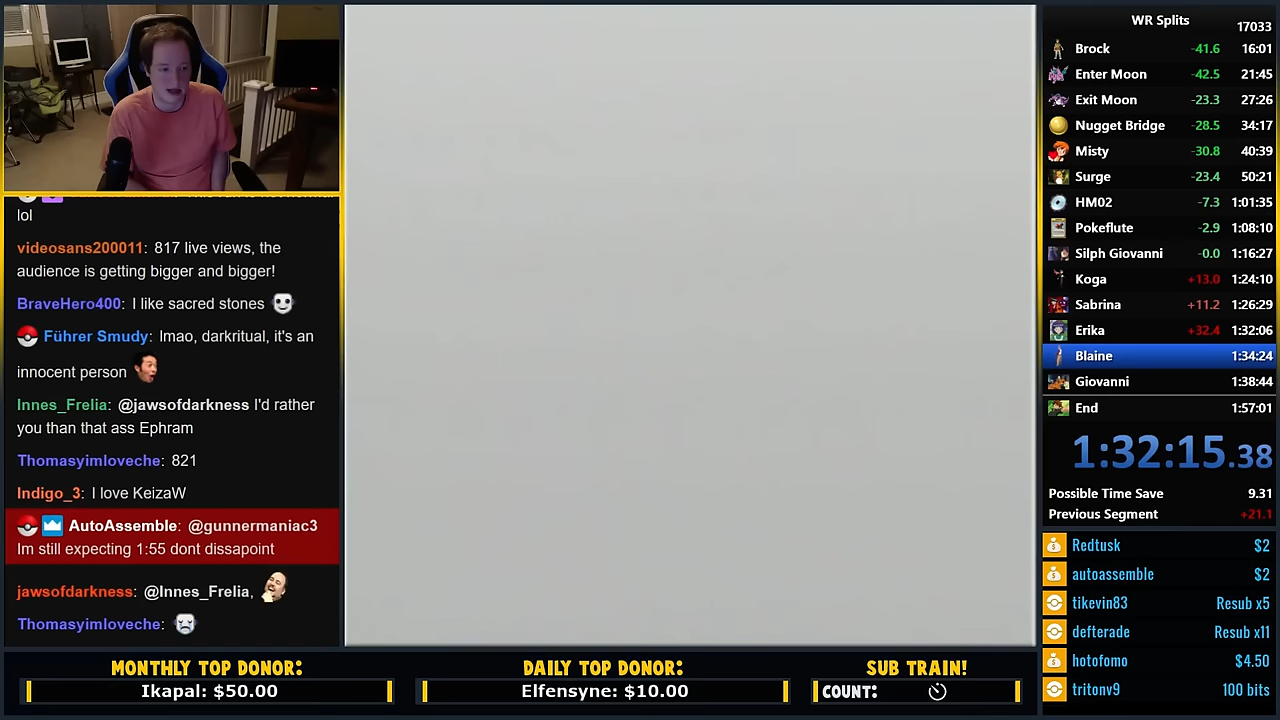 lol
videosans200011: 817 live views, the
audience is getting bigger and bigger!
BraveHero400: I like sacred stones
Führer Smudy: lmao, darkritual, it's an
innocent person
Innes_Frelia: @jawsofdarkness I'd rather
you than that ass Ephram
Thomasyimloveche: 821
Indigo_3: I love KeizaW
AutoAssemble: @gunnermaniac3
Im still expecting 1:55 dont dissapoint
jawsofdarkness: @Innes_Frelia,
Thomasyimloveche:
WR Splits
17033
Brock -41.6 16:01
Enter Moon -42.5 21:45
Exit Moon -23.3 27:26
Nugget Bridge -28.5 34:17
Misty -30.8 40:39
Surge -23.4 50:21
HM02 -7.3 1:01:35
Pokeflute -2.9 1:08:10
Silph Giovanni -0.0 1:16:27
Koga +13.0 1:24:10
Sabrina +11.2 1:26:29
Erika +32.4 1:32:06
Blaine 1:34:24
Giovanni 1:38:44
End 1:57:01
1:32:15.38
Possible Time Save 9.31
Previous Segment +21.1
Redtusk $2
autoassemble $2
tikevin83 Resub x5
defterade Resub x11
hotofomo $4.50
tritonv9 100 bits
MONTHLY TOP DONOR:
Ikapal: $50.00
DAILY TOP DONOR:
Elfensyne: $10.00
SUB TRAIN!
COUNT: